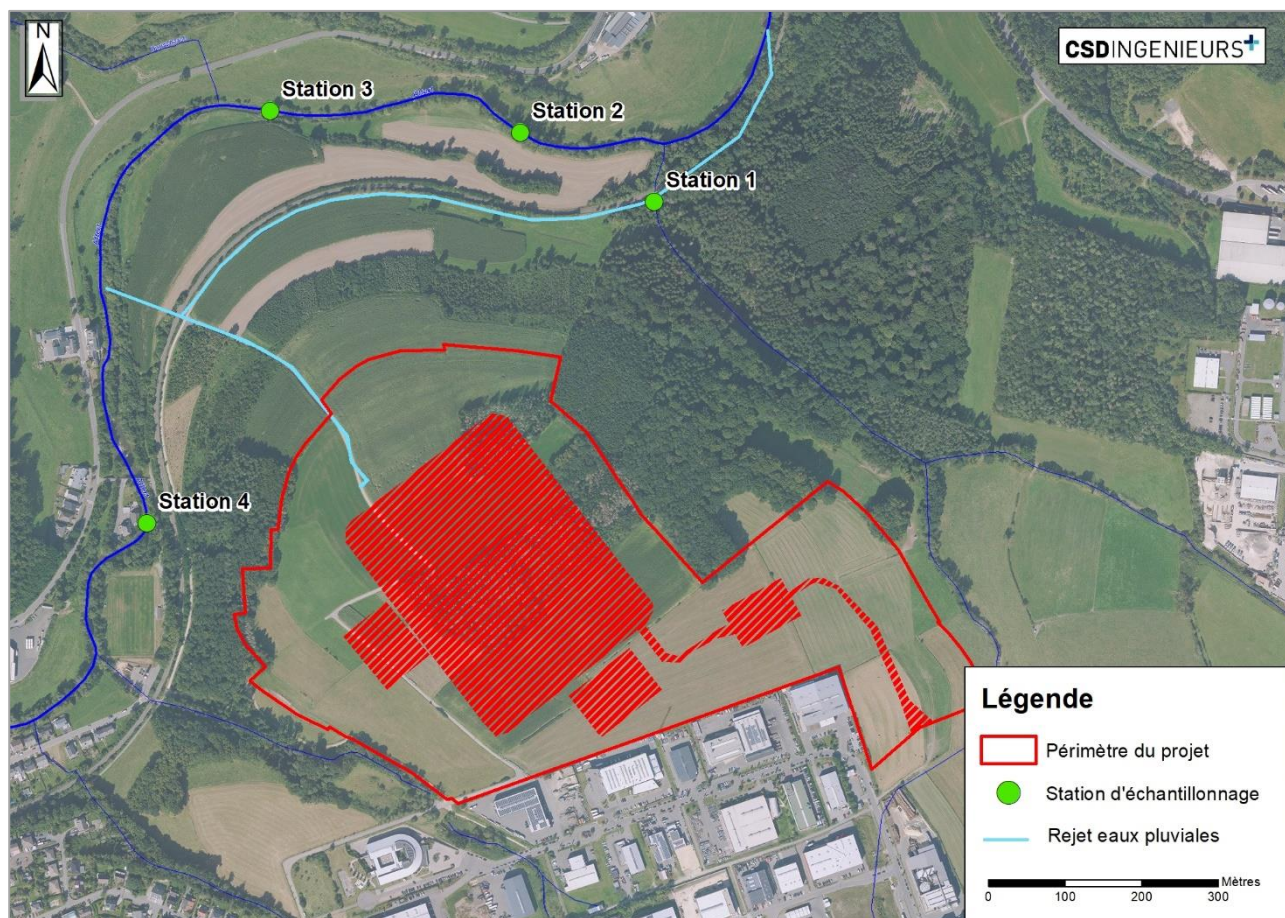 N
CSDINGENIEURS+
Station 3
Station 2
Station 1
Station 4
Légende
Périmètre du projet
Station d'échantillonnage
Rejet eaux pluviales
Mètres
0 100 200 300